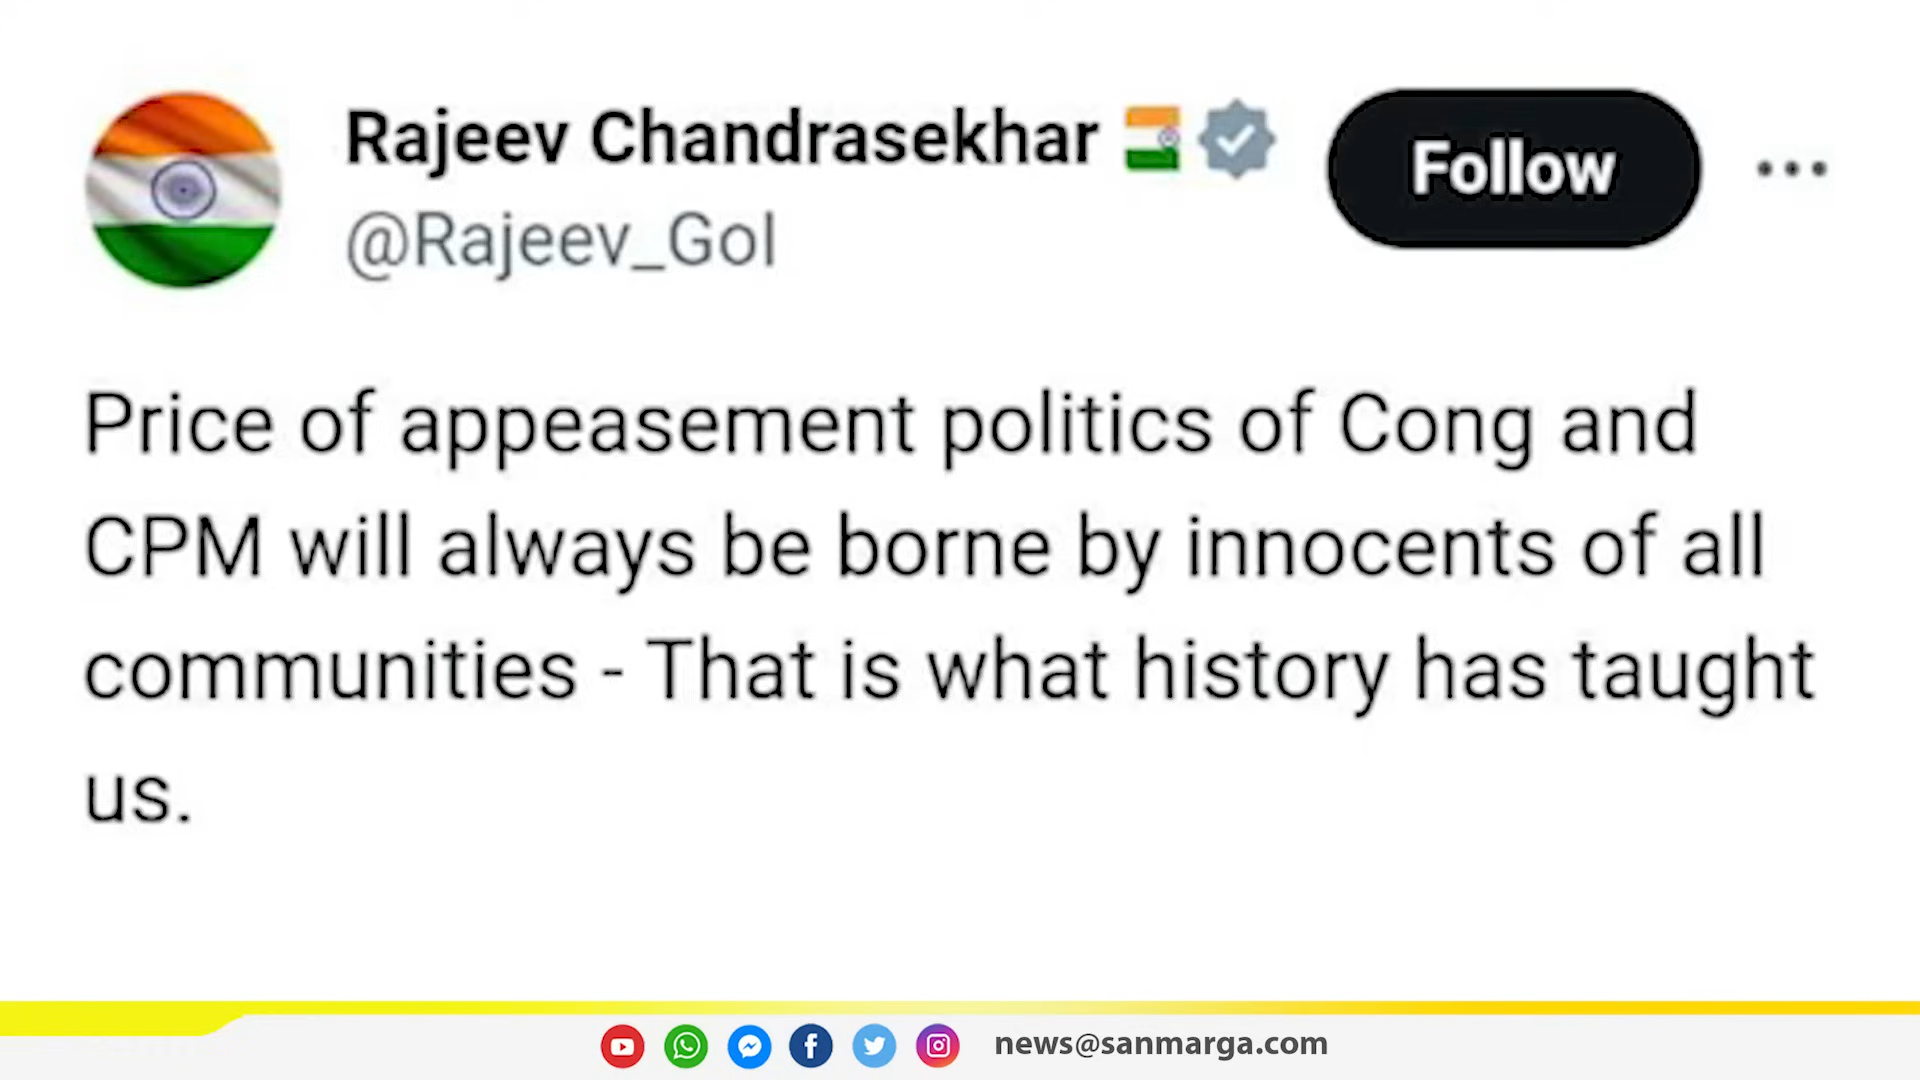 Rajeev Chandrasekhar
Follow
@Rajeev_GoI
Price of appeasement politics of Cong and
CPM will always be borne by innocents of all
communities - That is what history has taught
us.
news@sanmarga.com